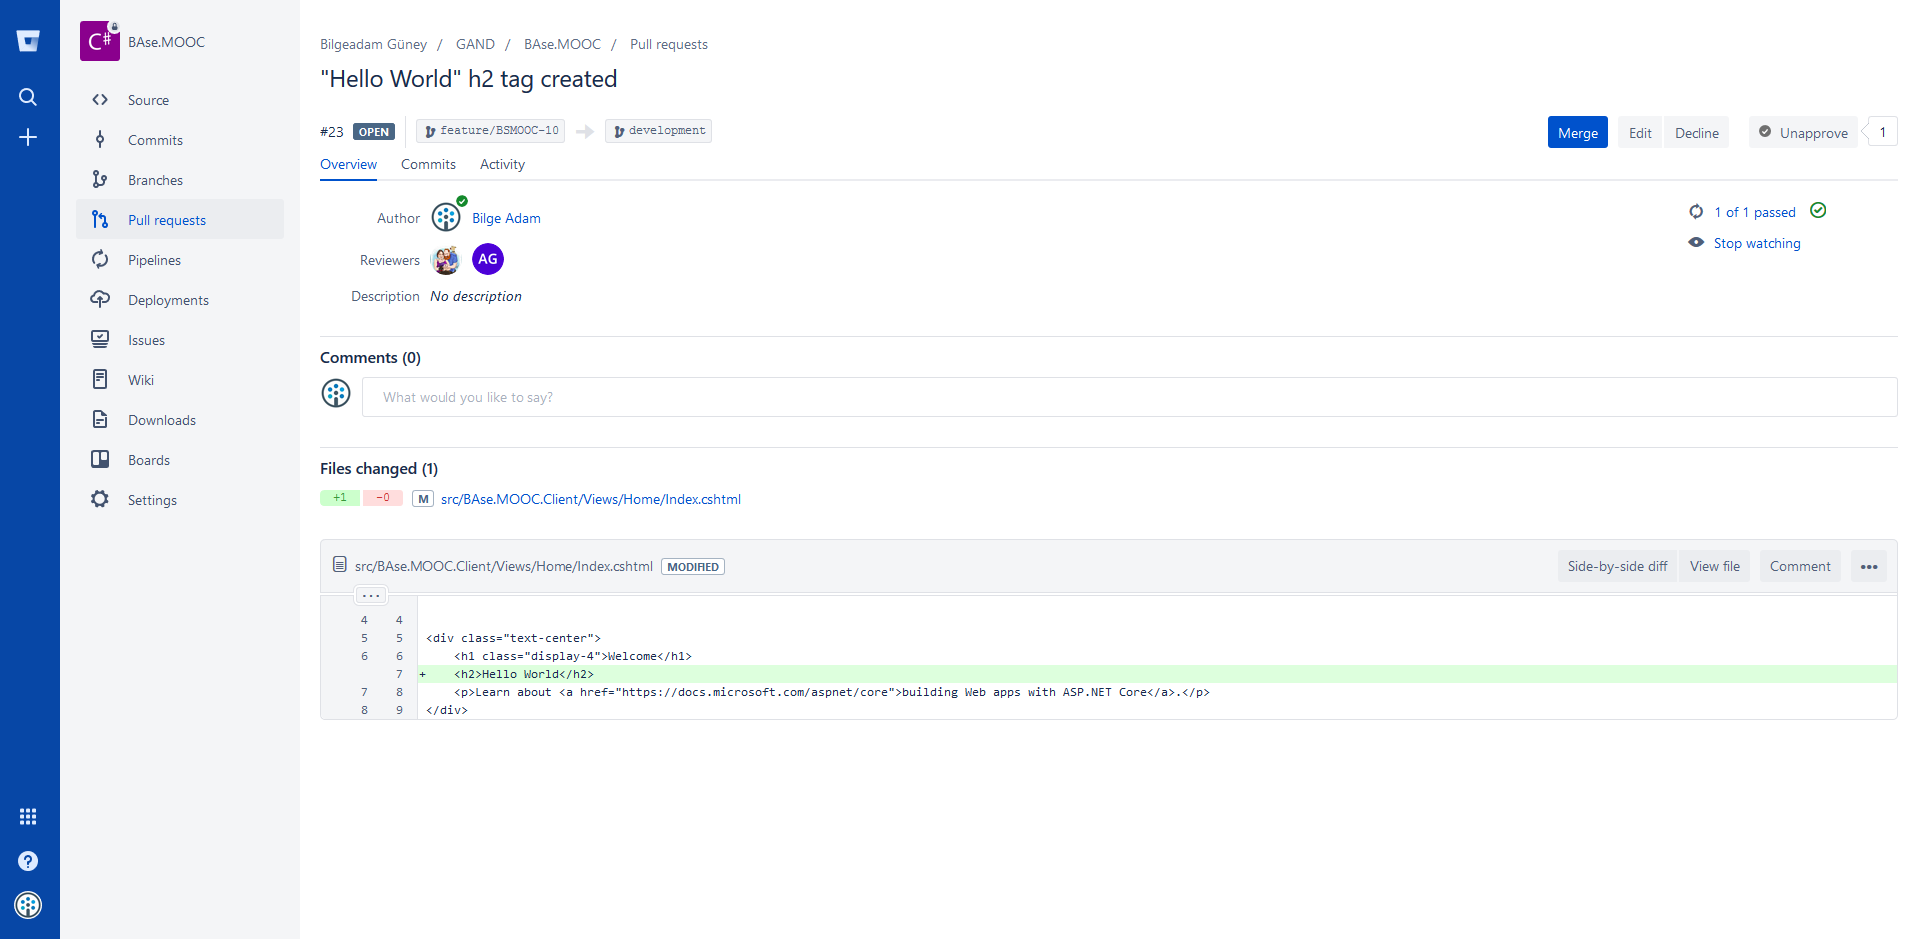 C#
BAse.MOOC
Source
Commits
Branches
Pull requests
Pipelines
Deployments
Issues
Wiki
Downloads
Boards
Settings
Bilgeadam Güney / GAND / BAse.MOOC / Pull requests
"Hello World" h2 tag created
#23 OPEN feature/BSMOOC-10 development
Merge Edit Decline Unapprove 1
Overview Commits Activity
Author Bilge Adam
Reviewers AG
Description No description
1 of 1 passed
Stop watching
Comments (0)
What would you like to say?
Files changed (1)
+1 -0 M src/BAse.MOOC.Client/Views/Home/Index.cshtml
src/BAse.MOOC.Client/Views/Home/Index.cshtml MODIFIED
Side-by-side diff View file Comment •••
...
4 4
5 5 <div class="text-center">
6 6 <h1 class="display-4">Welcome</h1>
7 + <h2>Hello World</h2>
7 8 <p>Learn about <a href="https://docs.microsoft.com/aspnet/core">building Web apps with ASP.NET Core</a>.</p>
8 9 </div>